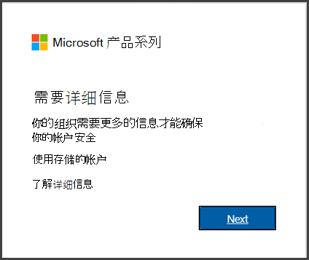 Microsoft 产品系列
需要详细信息
你的组织需要更多的信息才能确保
你的帐户安全
使用存储的帐户
了解详细信息
Next